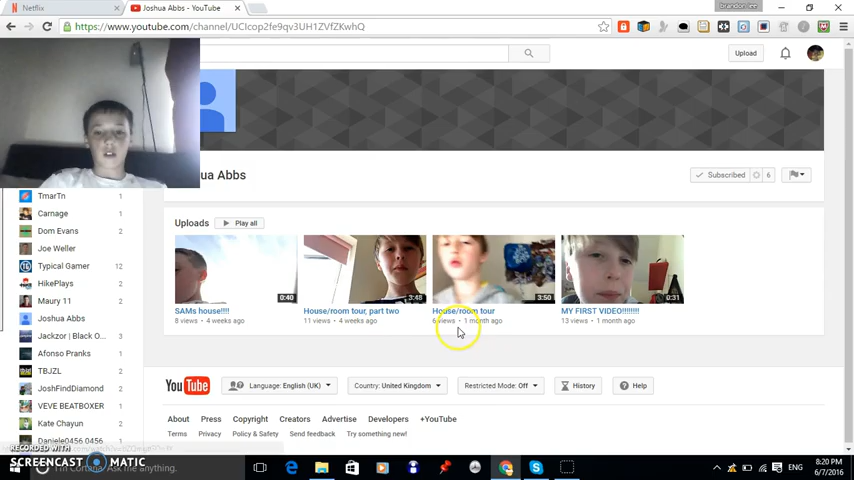 Netflix
Joshua Abbs - YouTube
Brandon lee
https://www.youtube.com/channel/UCIcop2fe9qv3UH1ZVfZKwhQ
Upload
ua Abbs
Subscribed
6
TmarTn 1
Carnage 1
Dom Evans 2
Joe Weller
Typical Gamer 12
HikePlays 2
Maury 11 2
Joshua Abbs
Jackzor | Black O... 1
Afonso Pranks
TBJZL 2
JoshFindDiamond 2
VEVE BEATBOXER 1
Kate Chayun 2
Daniele0456 0456
Uploads Play all
0:40 3:48 3:50 0:31
SAMs house!!!! House/room tour, part two House/room tour MY FIRST VIDEO!!!!!!!!
8 views • 4 weeks ago 11 views • 4 weeks ago 6 views • 1 month ago 13 views • 1 month ago
YouTube Language: English (UK) Country: United Kingdom Restricted Mode: Off History Help
About Press Copyright Creators Advertise Developers +YouTube
Terms Privacy Policy & Safety Send feedback Try something new!
RECORDED WITH
SCREENCAST MATIC
I'm Cortana. Ask me anything.
ENG
8:20 PM
6/7/2016